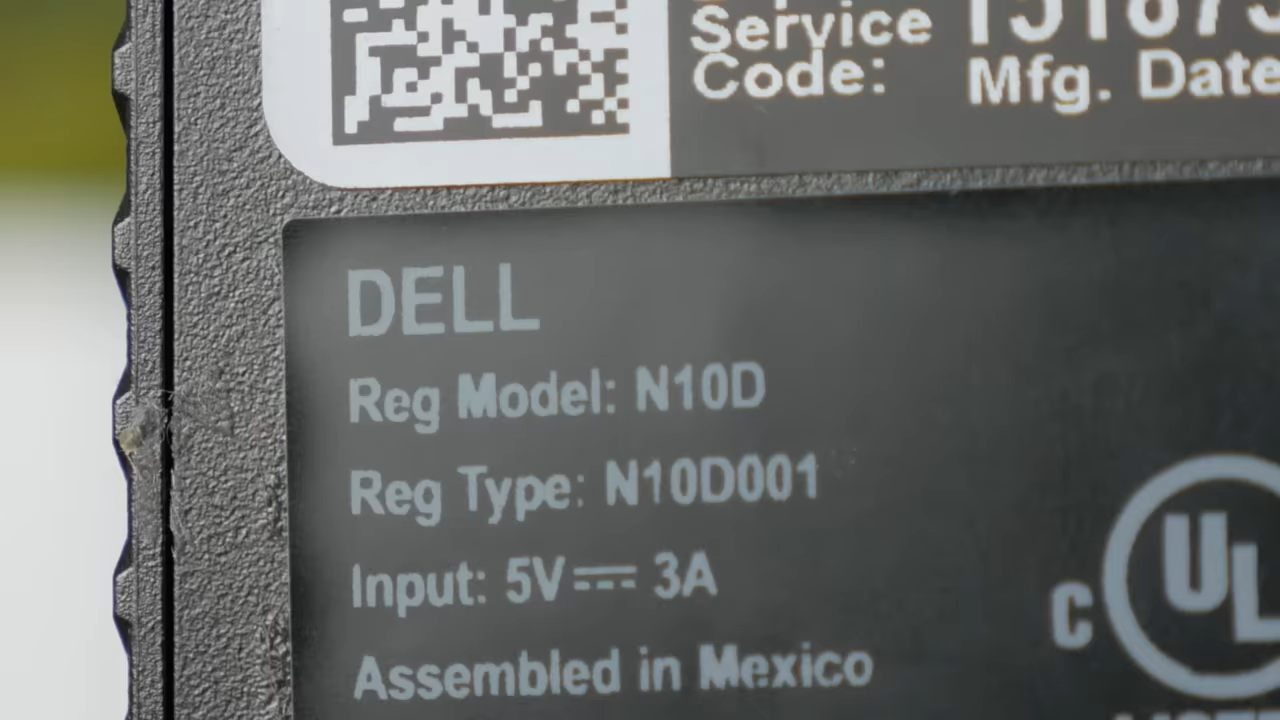 Service
Code:
Mfg. Date
DELL
Reg Model: N10D
Reg Type: N10D001
Input: 5V⎓ 3A
Assembled in Mexico
C UL